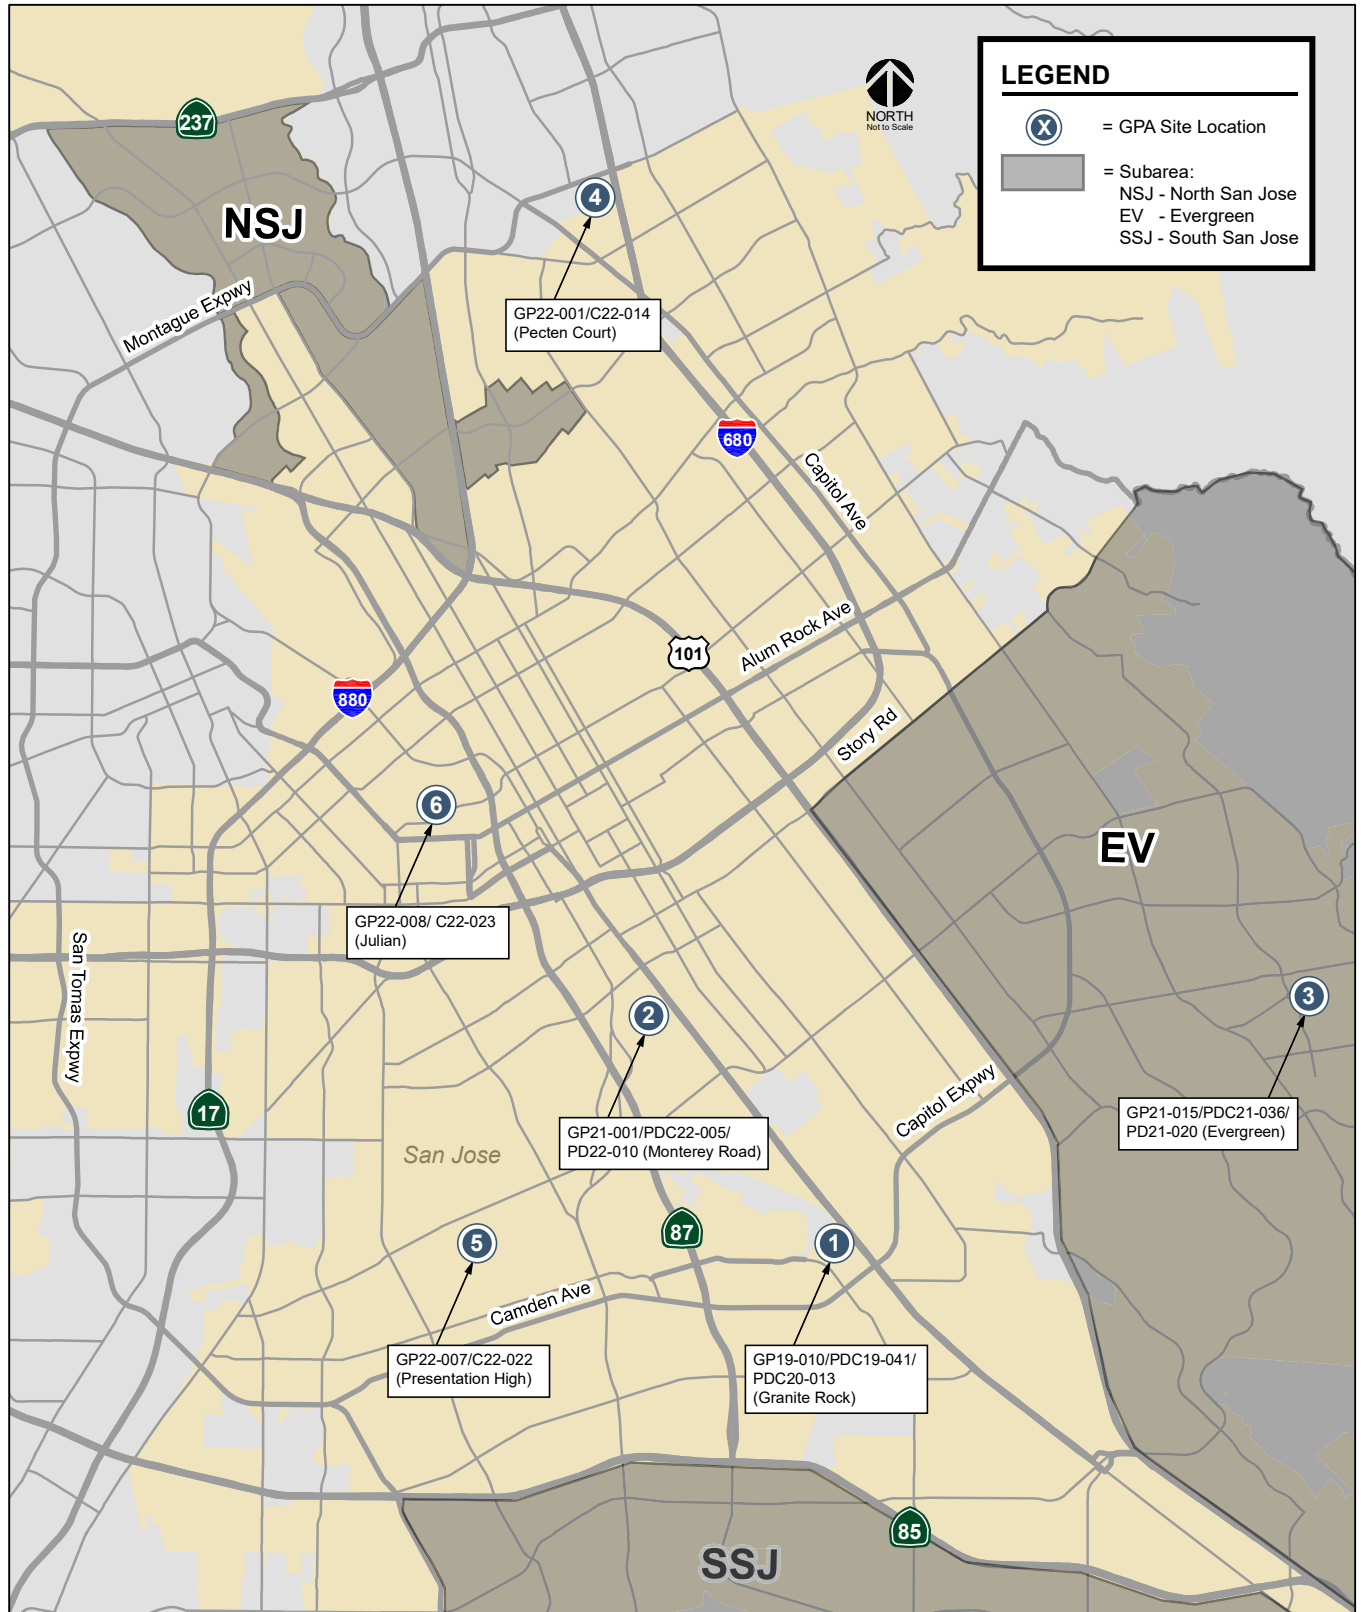 LEGEND
X = GPA Site Location
= Subarea:
NSJ - North San Jose
EV - Evergreen
SSJ - South San Jose
NORTH
Not to Scale
237
NSJ
4
Montague Expwy
GP22-001/C22-014
(Pecten Court)
680
Capitol Ave
101
Alum Rock Ave
880
Story Rd
6
EV
GP22-008/ C22-023
(Julian)
San Tomas Expwy
3
2
17
Capitol Expwy
GP21-015/PDC21-036/
PD21-020 (Evergreen)
GP21-001/PDC22-005/
PD22-010 (Monterey Road)
San Jose
87
5
1
Camden Ave
GP22-007/C22-022
(Presentation High)
GP19-010/PDC19-041/
PDC20-013
(Granite Rock)
85
SSJ